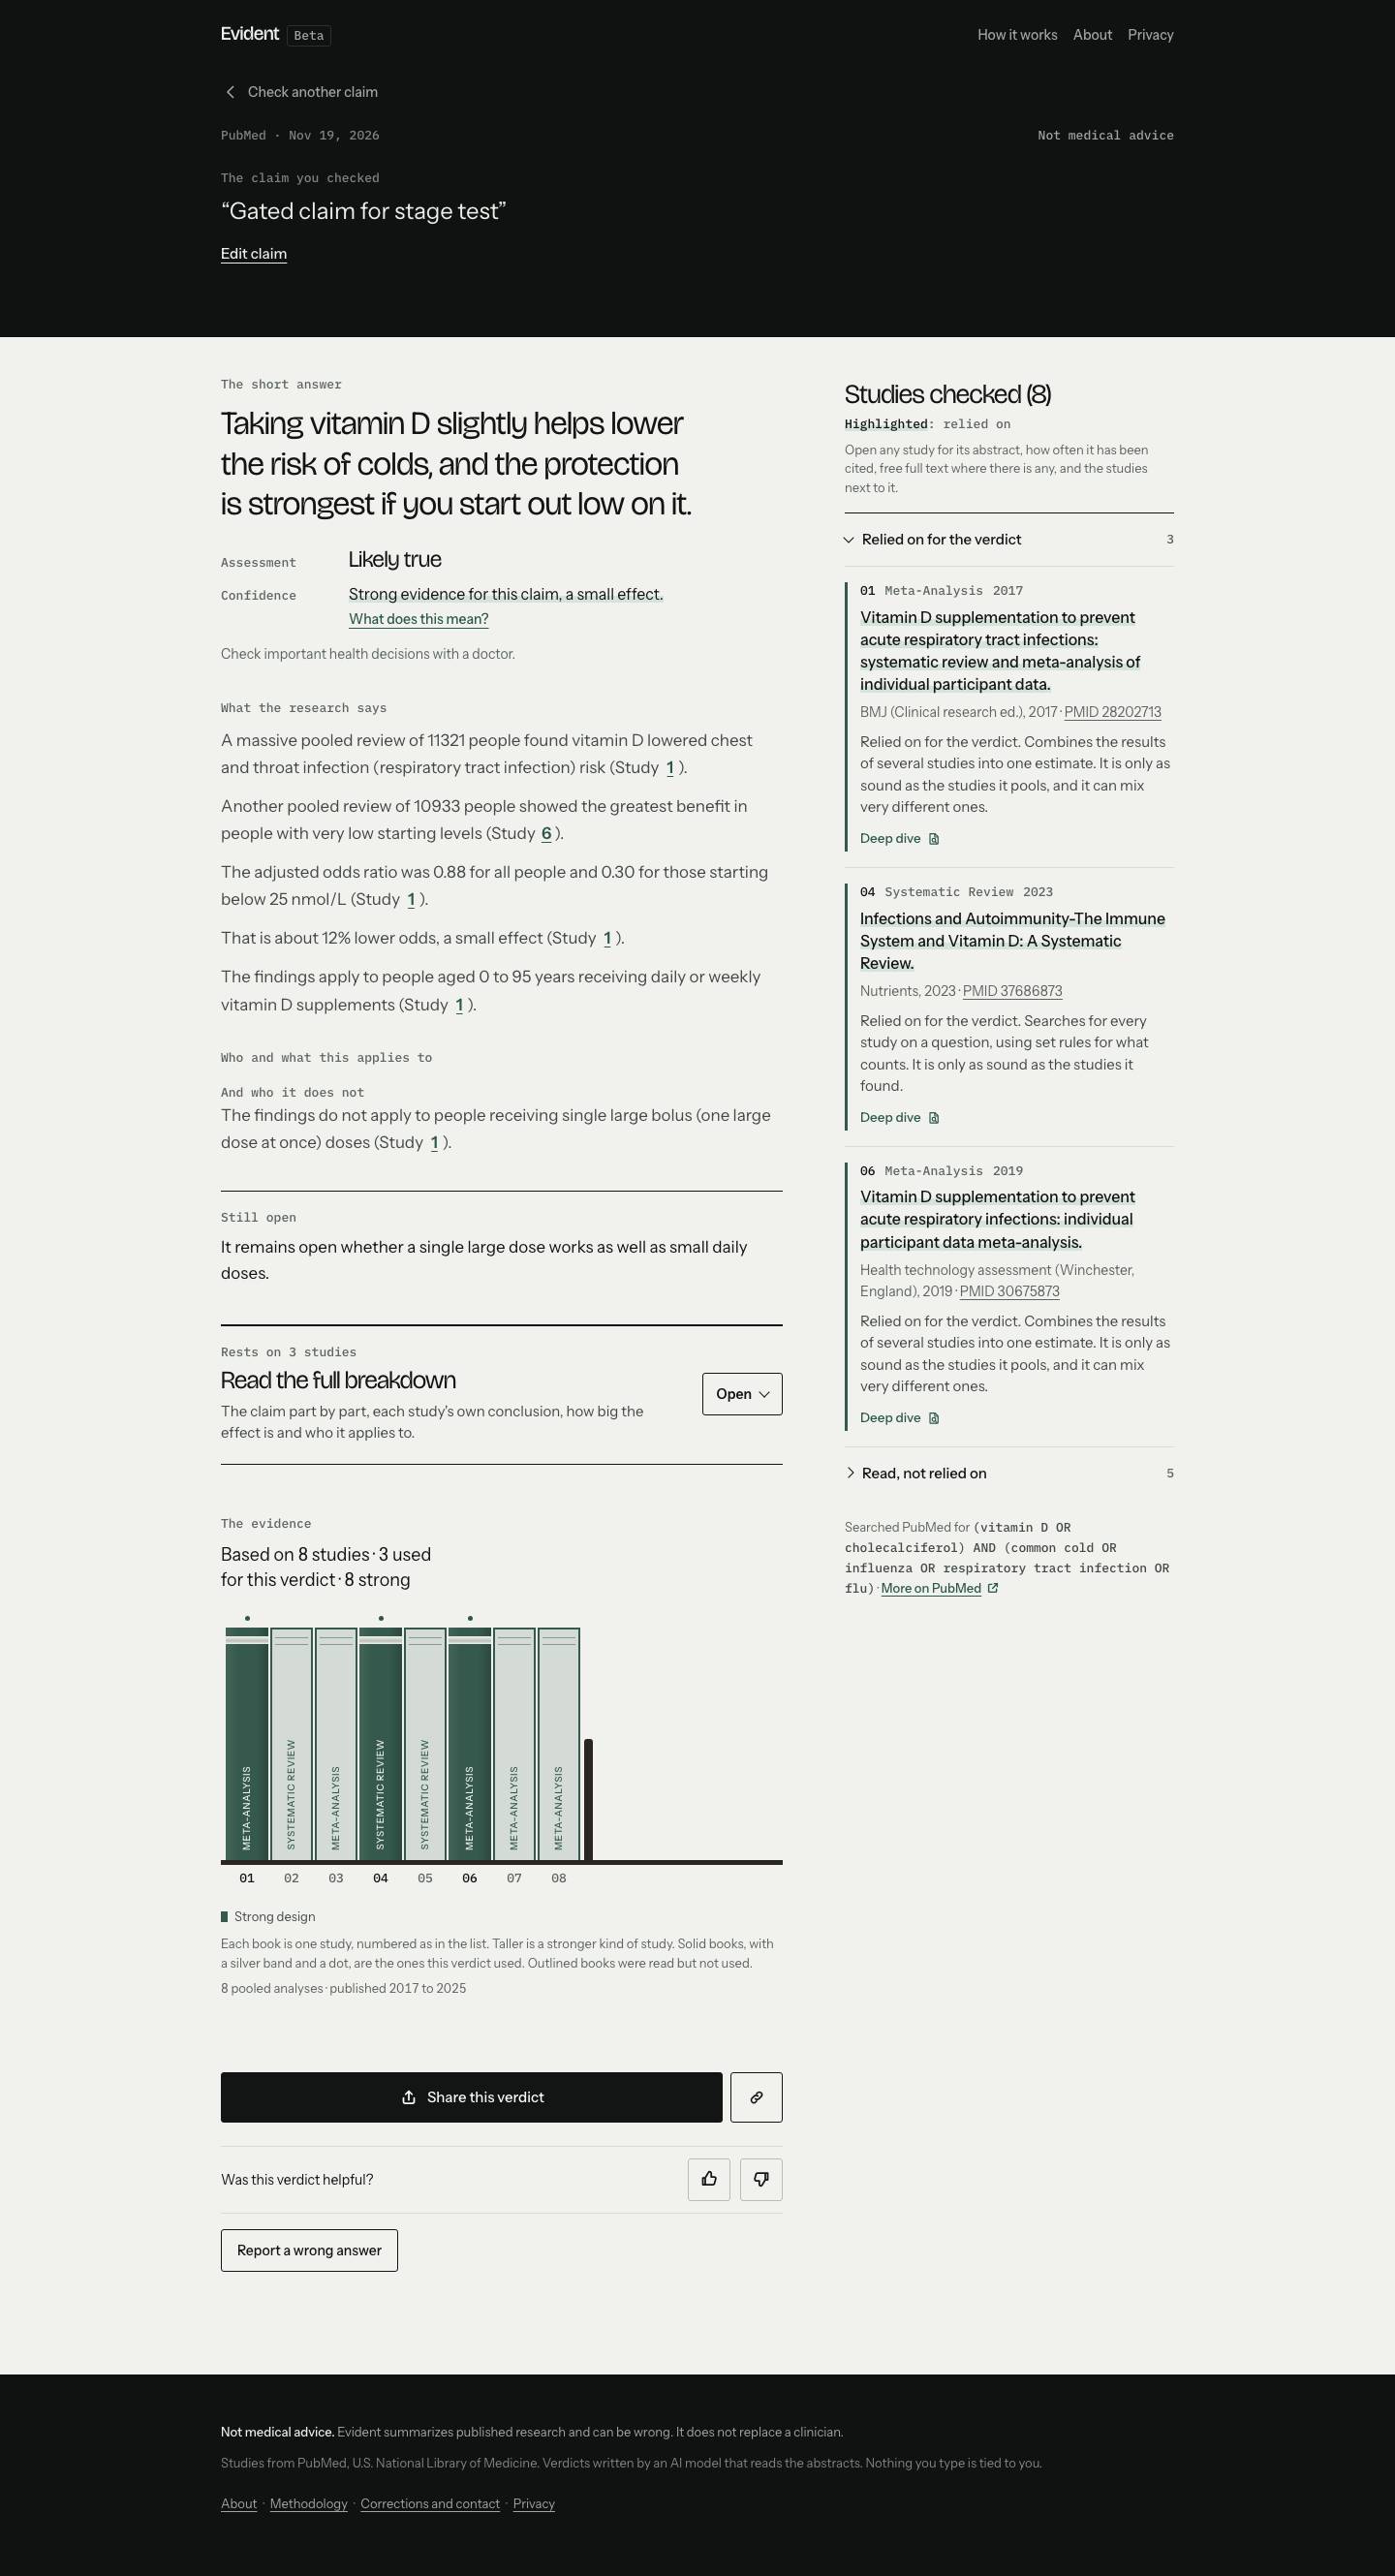 Evident Beta
How it works About Privacy
Check another claim
PubMed · Nov 19, 2026
Not medical advice
The claim you checked
“Gated claim for stage test”
Edit claim
The short answer
Taking vitamin D slightly helps lower
the risk of colds, and the protection
is strongest if you start out low on it.
Assessment Likely true
Confidence Strong evidence for this claim, a small effect.
What does this mean?
Check important health decisions with a doctor.
What the research says
A massive pooled review of 11321 people found vitamin D lowered chest
and throat infection (respiratory tract infection) risk (Study 1 ).
Another pooled review of 10933 people showed the greatest benefit in
people with very low starting levels (Study 6 ).
The adjusted odds ratio was 0.88 for all people and 0.30 for those starting
below 25 nmol/L (Study 1 ).
That is about 12% lower odds, a small effect (Study 1 ).
The findings apply to people aged 0 to 95 years receiving daily or weekly
vitamin D supplements (Study 1 ).
Who and what this applies to
And who it does not
The findings do not apply to people receiving single large bolus (one large
dose at once) doses (Study 1 ).
Still open
It remains open whether a single large dose works as well as small daily
doses.
Rests on 3 studies
Read the full breakdown
The claim part by part, each study’s own conclusion, how big the
effect is and who it applies to.
Open
The evidence
Based on 8 studies · 3 used
for this verdict · 8 strong
META-ANALYSIS
SYSTEMATIC REVIEW
META-ANALYSIS
SYSTEMATIC REVIEW
SYSTEMATIC REVIEW
META-ANALYSIS
META-ANALYSIS
META-ANALYSIS
01 02 03 04 05 06 07 08
Strong design
Each book is one study, numbered as in the list. Taller is a stronger kind of study. Solid books, with
a silver band and a dot, are the ones this verdict used. Outlined books were read but not used.
8 pooled analyses · published 2017 to 2025
Share this verdict
Was this verdict helpful?
Report a wrong answer
Studies checked (8)
Highlighted: relied on
Open any study for its abstract, how often it has been
cited, free full text where there is any, and the studies
next to it.
Relied on for the verdict 3
01 Meta-Analysis 2017
Vitamin D supplementation to prevent
acute respiratory tract infections:
systematic review and meta-analysis of
individual participant data.
BMJ (Clinical research ed.), 2017 · PMID 28202713
Relied on for the verdict. Combines the results
of several studies into one estimate. It is only as
sound as the studies it pools, and it can mix
very different ones.
Deep dive
04 Systematic Review 2023
Infections and Autoimmunity-The Immune
System and Vitamin D: A Systematic
Review.
Nutrients, 2023 · PMID 37686873
Relied on for the verdict. Searches for every
study on a question, using set rules for what
counts. It is only as sound as the studies it
found.
Deep dive
06 Meta-Analysis 2019
Vitamin D supplementation to prevent
acute respiratory infections: individual
participant data meta-analysis.
Health technology assessment (Winchester,
England), 2019 · PMID 30675873
Relied on for the verdict. Combines the results
of several studies into one estimate. It is only as
sound as the studies it pools, and it can mix
very different ones.
Deep dive
Read, not relied on 5
Searched PubMed for (vitamin D OR
cholecalciferol) AND (common cold OR
influenza OR respiratory tract infection OR
flu) · More on PubMed
Not medical advice. Evident summarizes published research and can be wrong. It does not replace a clinician.
Studies from PubMed, U.S. National Library of Medicine. Verdicts written by an AI model that reads the abstracts. Nothing you type is tied to you.
About · Methodology · Corrections and contact · Privacy